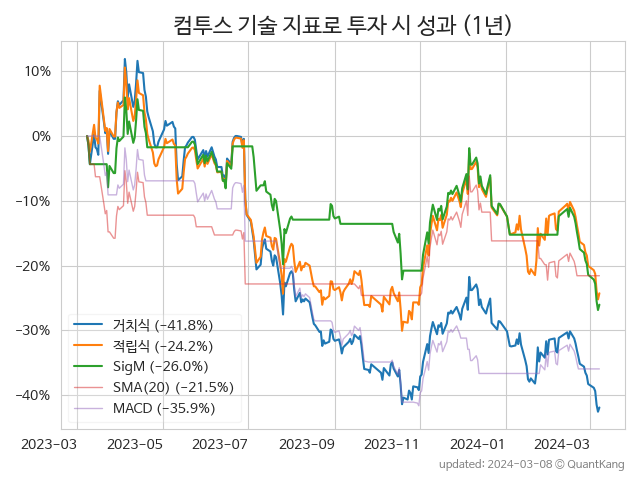 컴투스 기술 지표로 투자 시 성과 (1년)
10%
0%
−10%
−20%
−30%
−40%
거치식 (−41.8%)
적립식 (−24.2%)
SigM (−26.0%)
SMA(20) (−21.5%)
MACD (−35.9%)
2023−03 2023−05 2023−07 2023−09 2023−11 2024−01 2024−03
updated: 2024-03-08 © QuantKang